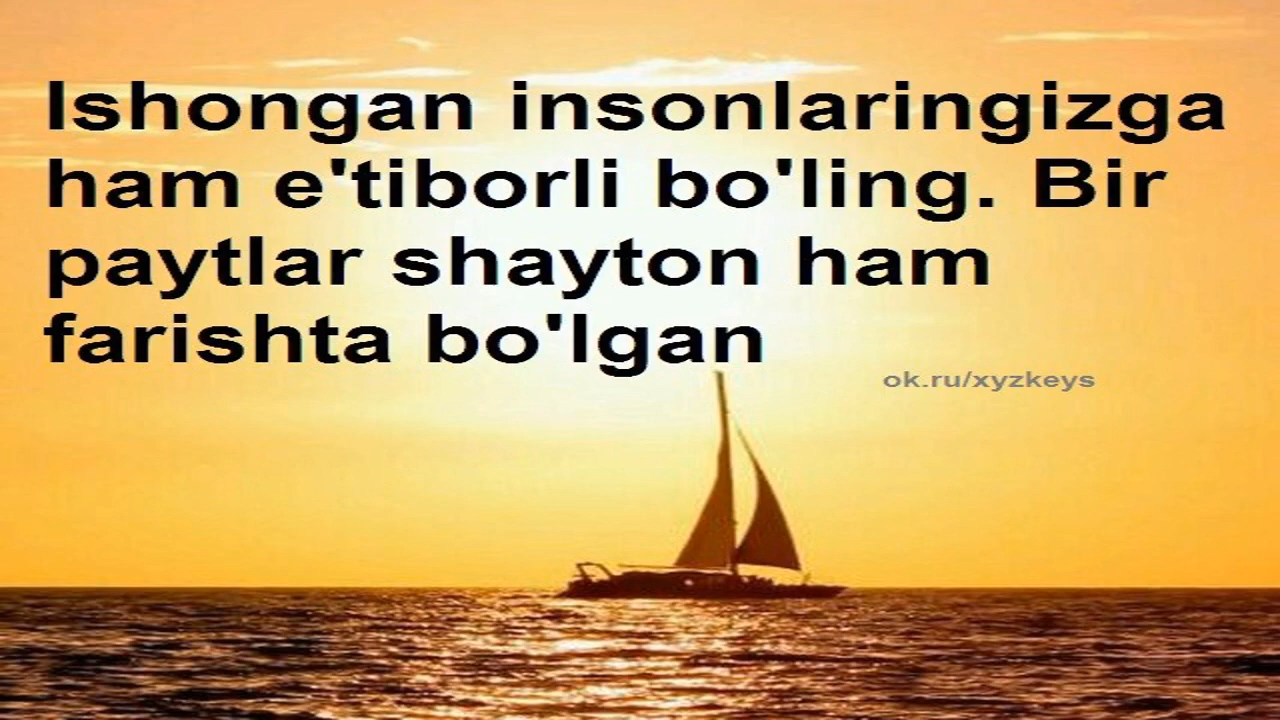 Ishongan insonlaringizga
ham e'tiborli bo'ling. Bir
paytlar shayton ham
farishta bo'lgan
ok.ru/xyzkeys